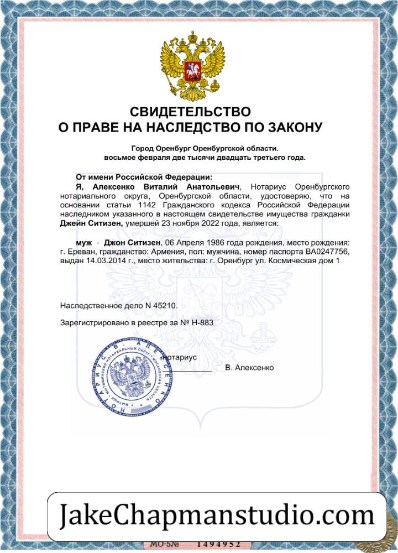 СВИДЕТЕЛЬСТВО
О ПРАВЕ НА НАСЛЕДСТВО ПО ЗАКОНУ
Город Оренбург Оренбургской области.
восьмое февраля две тысячи двадцать третьего года.
От имени Российской Федерации:
Я, Алексенко Виталий Анатольевич, Нотариус Оренбургского
нотариального округа, Оренбургской области, удостоверяю, что на
основании статьи 1142 Гражданского кодекса Российской Федерации
наследником указанного в настоящем свидетельстве имущества гражданки
Джейн Ситизен, умершей 23 ноября 2022 года, является:
муж - Джон Ситизен, 06 Апреля 1986 года рождения, место рождения:
г. Ереван, гражданство: Армения, пол: мужчина, номер паспорта BA0247756,
выдан 14.03.2014 г., место зительства: г. Оренбург ул. Космическая дом 1
Наследственное дело N 45210.
Зарегистрировано в реестре за № Н-883
нотариус
В. Алексенко
JakeChapmanstudio.com
1494952